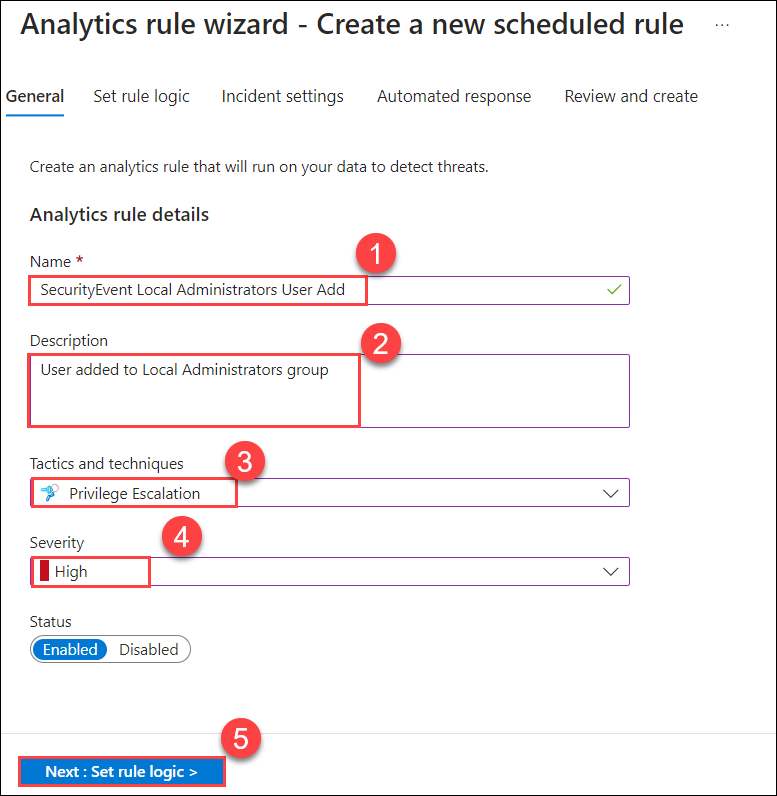 Analytics rule wizard - Create a new scheduled rule ...
General Set rule logic Incident settings Automated response Review and create
Create an analytics rule that will run on your data to detect threats.
Analytics rule details
1
Name *
SecurityEvent Local Administrators User Add
2
Description
User added to Local Administrators group
3
Tactics and techniques
Privilege Escalation
4
Severity
High
Status
Enabled Disabled
5
Next : Set rule logic >